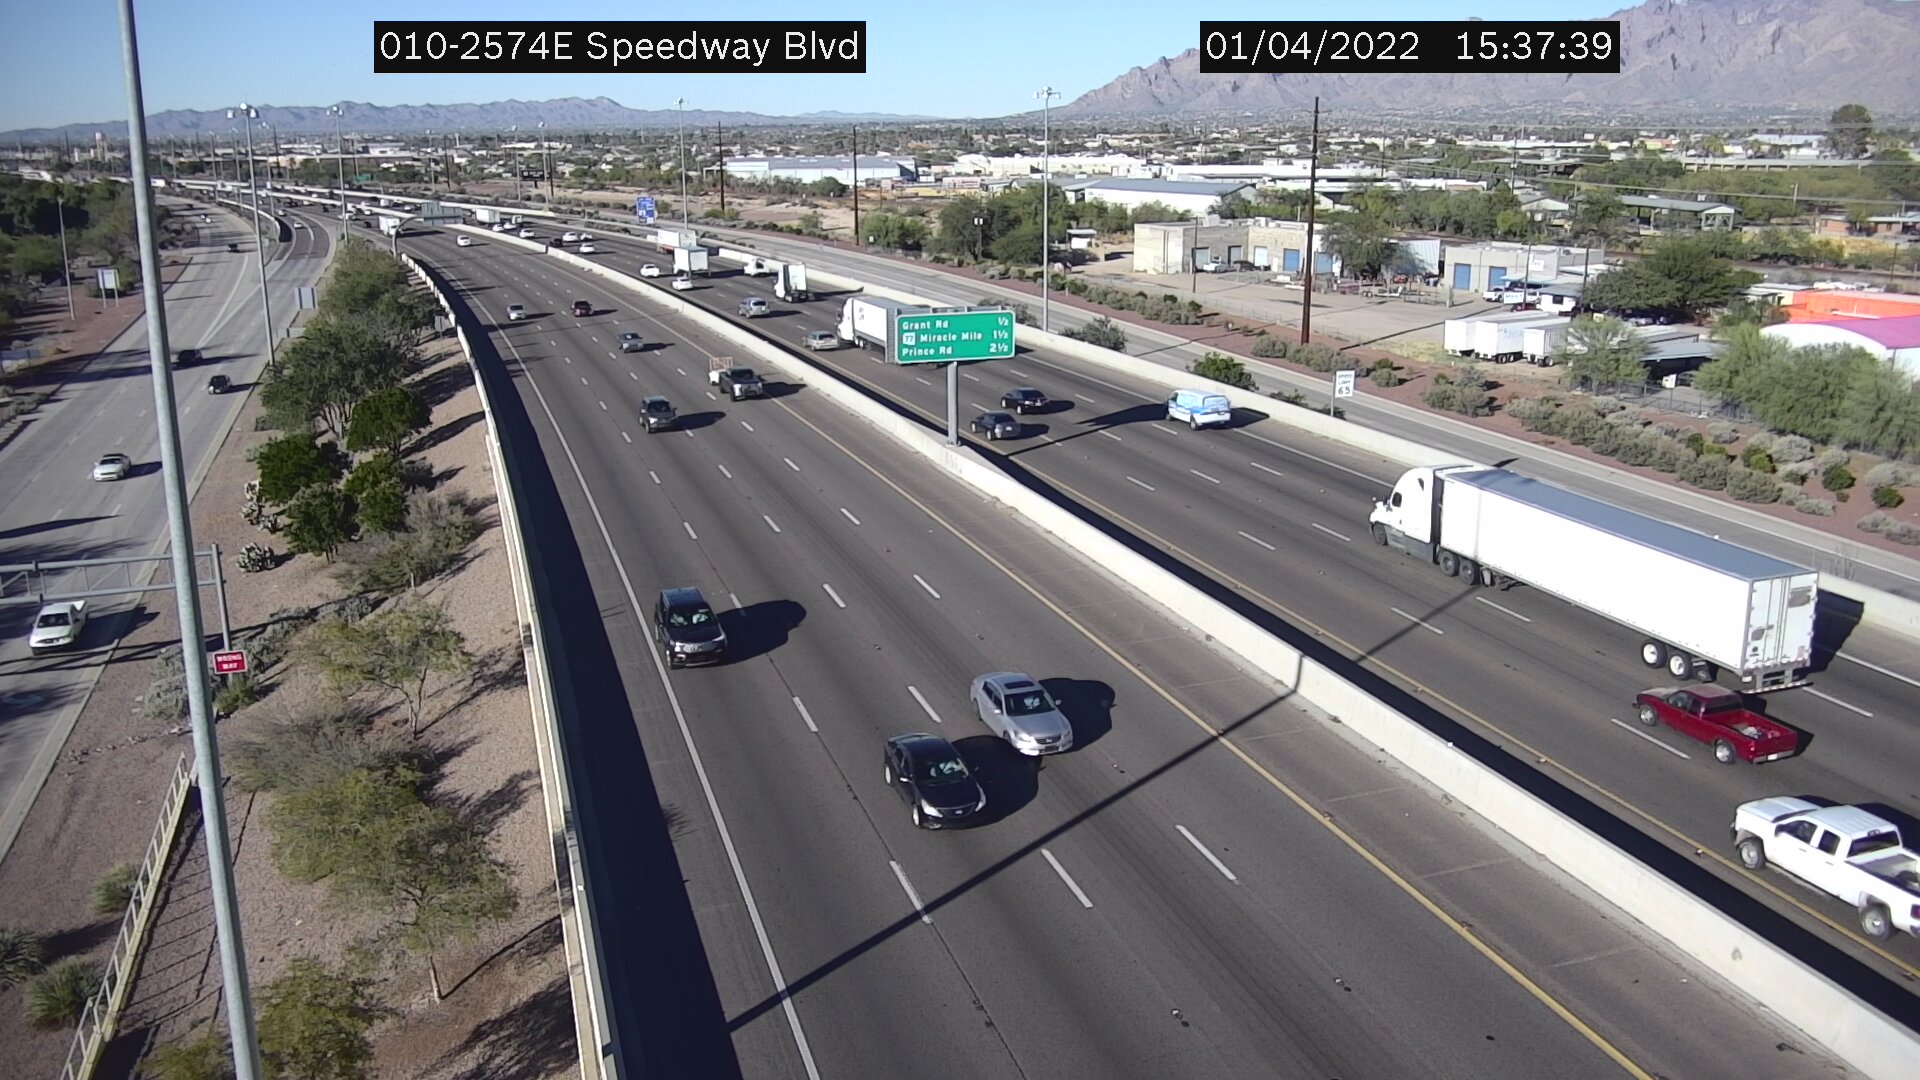 010-2574E Speedway Blvd
01/04/2022 15:37:39
Grant Rd ½
77 Miracle Mile 1½
Prince Rd 2½
SPEED
LIMIT
65
WRONG
WAY